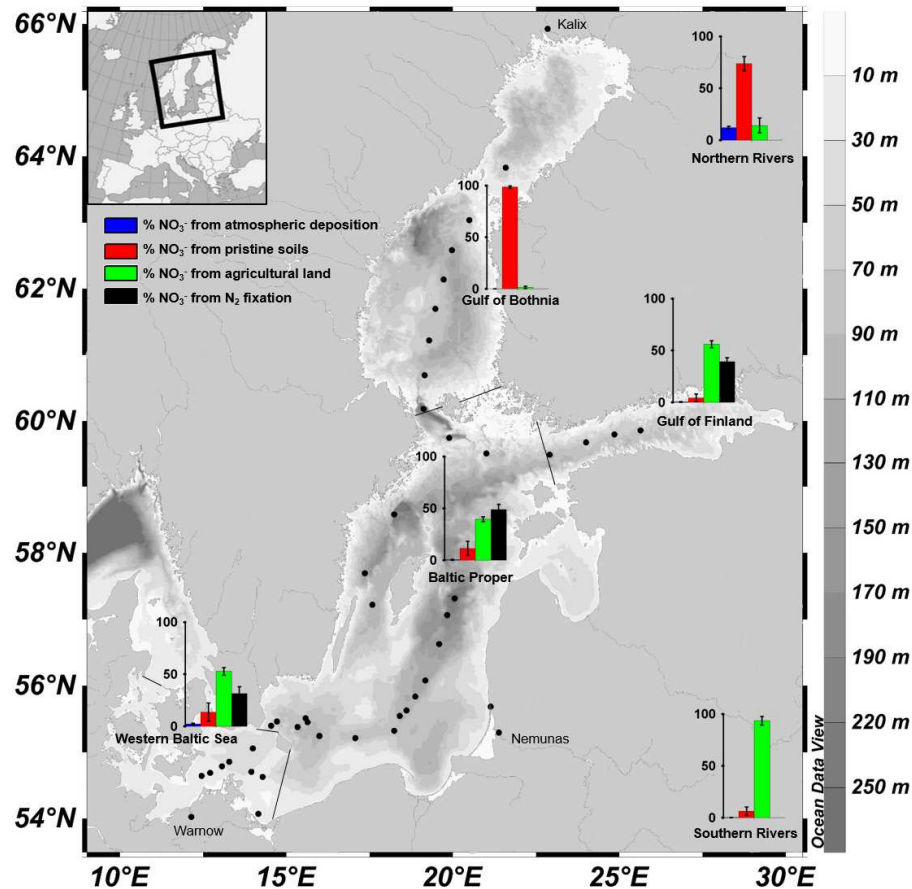 66°N
64°N
62°N
60°N
58°N
56°N
54°N
10°E
15°E
20°E
25°E
30°E
Kalix
100
50
0
Northern Rivers
% NO₃⁻ from atmospheric deposition
% NO₃⁻ from pristine soils
% NO₃⁻ from agricultural land
% NO₃⁻ from N₂ fixation
100
50
0
Gulf of Bothnia
100
50
0
Gulf of Finland
100
50
0
Baltic Proper
100
50
0
Western Baltic Sea
Nemunas
Warnow
100
50
0
Southern Rivers
Ocean Data View
10 m
30 m
50 m
70 m
90 m
110 m
130 m
150 m
170 m
190 m
220 m
250 m